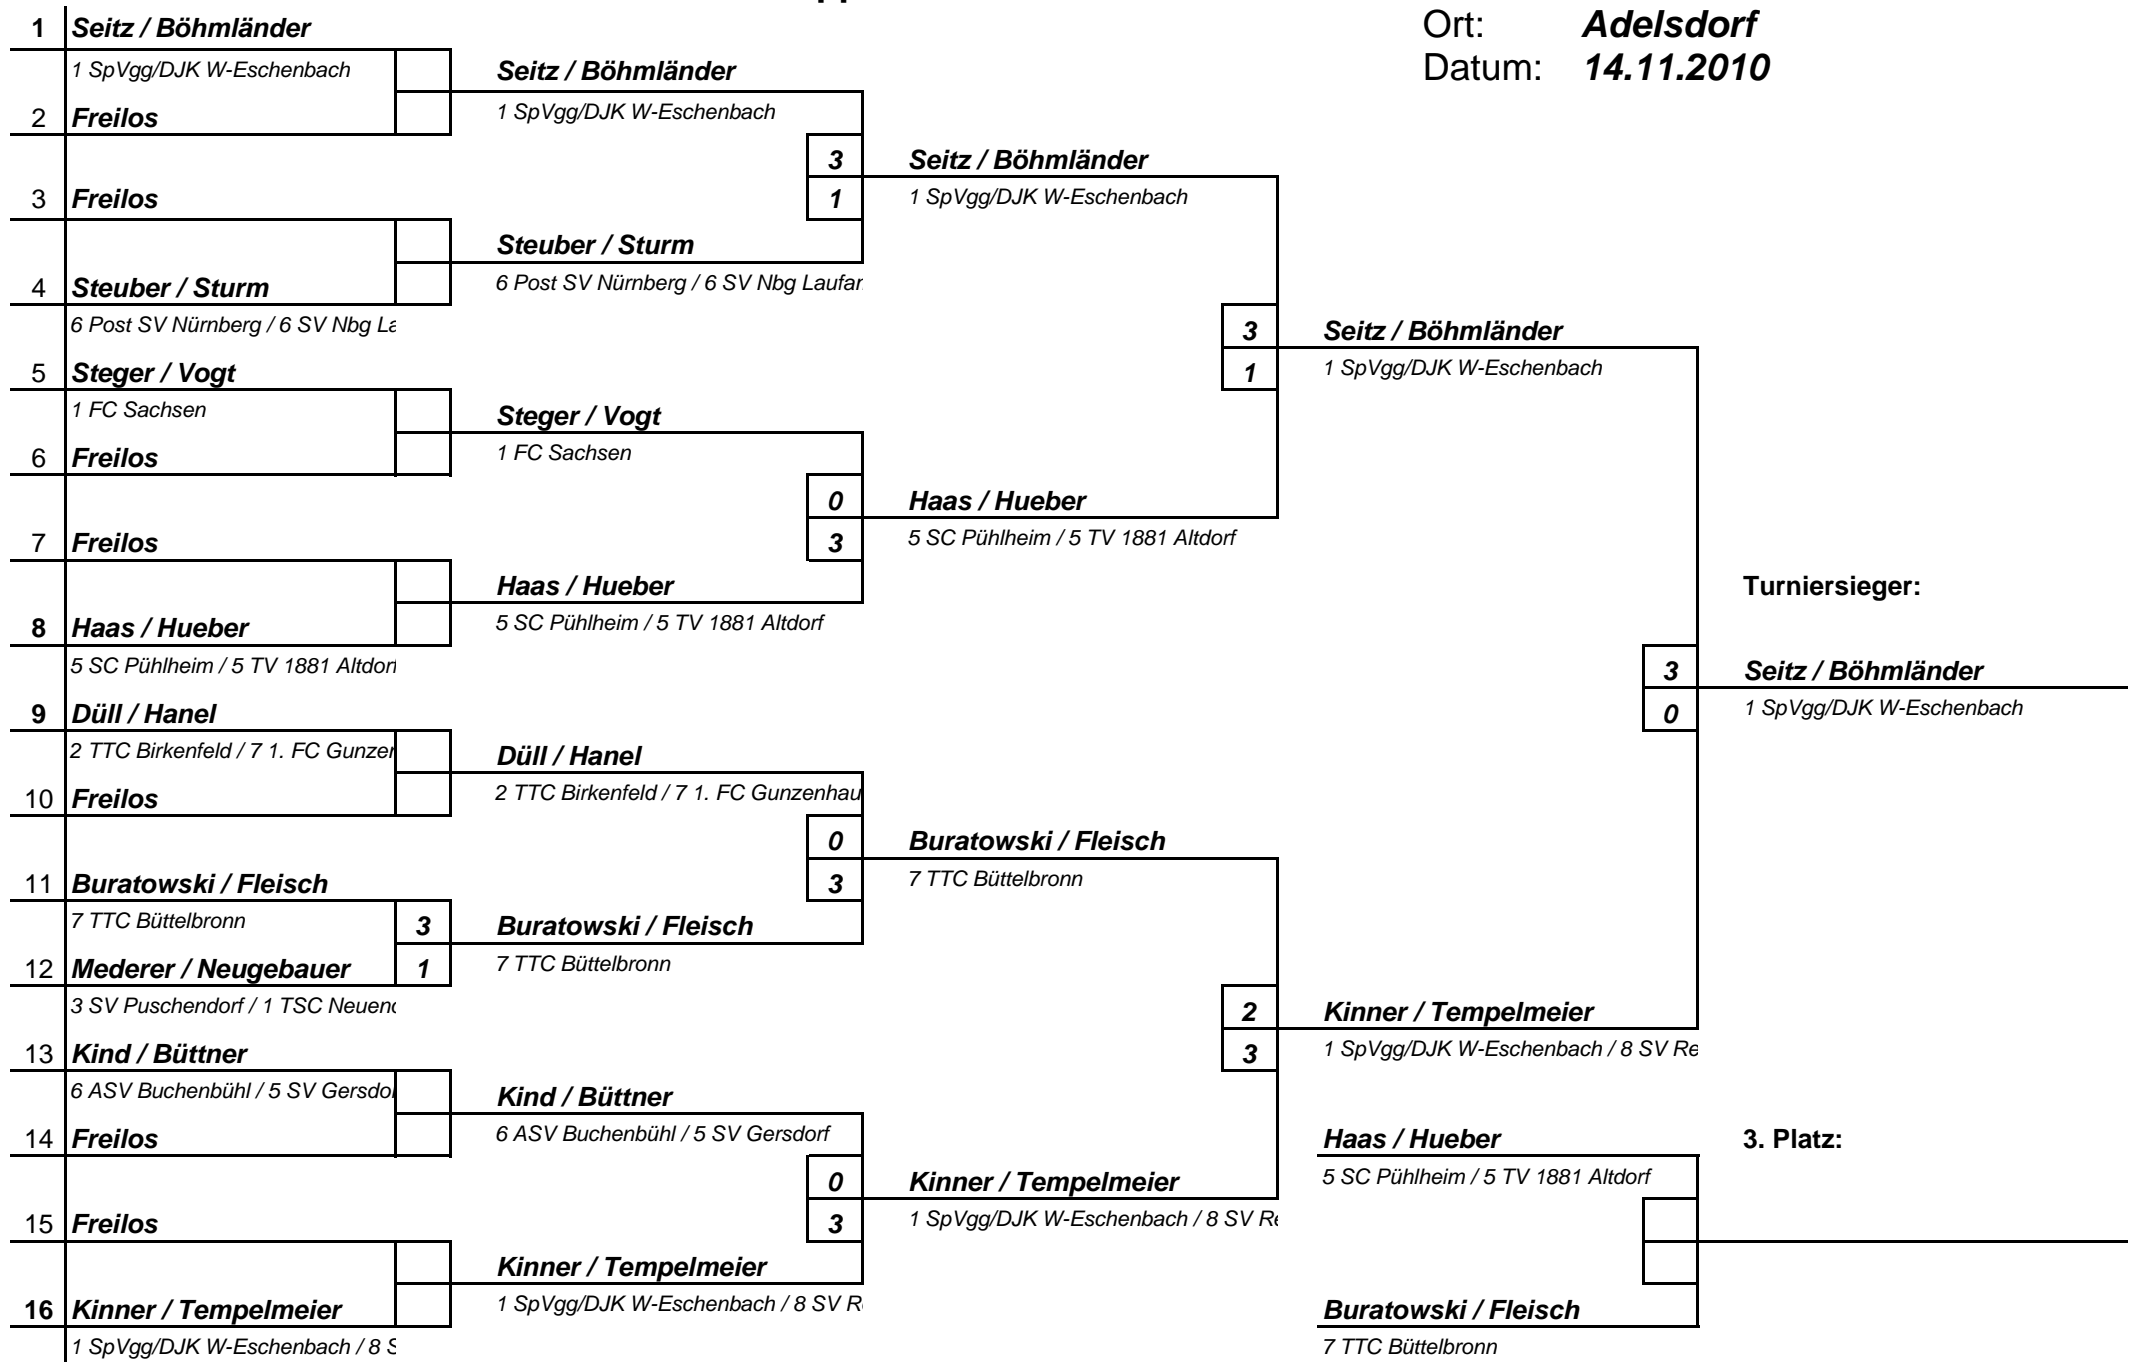 Ort: Adelsdorf
Datum: 14.11.2010
1 Seitz / Böhmländer
1 SpVgg/DJK W-Eschenbach
2 Freilos
3 Freilos
4 Steuber / Sturm
6 Post SV Nürnberg / 6 SV Nbg La
5 Steger / Vogt
1 FC Sachsen
6 Freilos
7 Freilos
8 Haas / Hueber
5 SC Pühlheim / 5 TV 1881 Altdorf
9 Düll / Hanel
2 TTC Birkenfeld / 7 1. FC Gunzen
10 Freilos
11 Buratowski / Fleisch
7 TTC Büttelbronn
3
12 Mederer / Neugebauer
1
3 SV Puschendorf / 1 TSC Neuend
13 Kind / Büttner
6 ASV Buchenbühl / 5 SV Gersdor
14 Freilos
15 Freilos
16 Kinner / Tempelmeier
1 SpVgg/DJK W-Eschenbach / 8 S
Seitz / Böhmländer
1 SpVgg/DJK W-Eschenbach
3
1
Steuber / Sturm
6 Post SV Nürnberg / 6 SV Nbg Laufar
Steger / Vogt
1 FC Sachsen
0
3
Haas / Hueber
5 SC Pühlheim / 5 TV 1881 Altdorf
Düll / Hanel
2 TTC Birkenfeld / 7 1. FC Gunzenhau
0
3
Buratowski / Fleisch
7 TTC Büttelbronn
Kind / Büttner
6 ASV Buchenbühl / 5 SV Gersdorf
0
3
Kinner / Tempelmeier
1 SpVgg/DJK W-Eschenbach / 8 SV R
Seitz / Böhmländer
1 SpVgg/DJK W-Eschenbach
3
1
Haas / Hueber
5 SC Pühlheim / 5 TV 1881 Altdorf
Buratowski / Fleisch
7 TTC Büttelbronn
2
3
Kinner / Tempelmeier
1 SpVgg/DJK W-Eschenbach / 8 SV Re
Seitz / Böhmländer
1 SpVgg/DJK W-Eschenbach
3
0
Kinner / Tempelmeier
1 SpVgg/DJK W-Eschenbach / 8 SV Re
Turniersieger:
Seitz / Böhmländer
1 SpVgg/DJK W-Eschenbach
Haas / Hueber
5 SC Pühlheim / 5 TV 1881 Altdorf
3. Platz:
Buratowski / Fleisch
7 TTC Büttelbronn